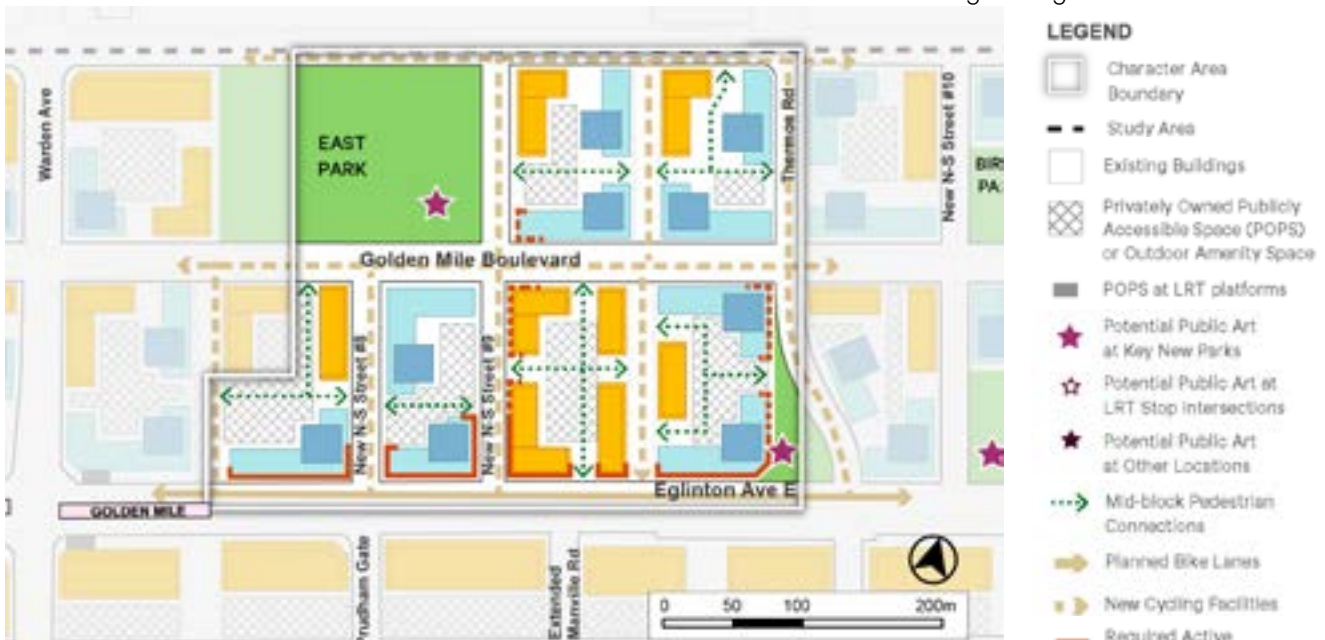 Warden Ave
EAST
PARK
Thermos Rd
New N-S Street #10
BIR
PA
Golden Mile Boulevard
New N-S Street #8
New N-S Street #9
Eglinton Ave E
GOLDEN MILE
Prudham Gate
Extended
Manville Rd
0 50 100 200m
LEGEND
Character Area
Boundary
Study Area
Existing Buildings
Privately Owned Publicly
Accessible Space (POPS)
or Outdoor Amenity Space
POPS at LRT platforms
Potential Public Art
at Key New Parks
Potential Public Art at
LRT Stop Intersections
Potential Public Art
at Other Locations
Mid-block Pedestrian
Connections
Planned Bike Lanes
New Cycling Facilities
Required Active